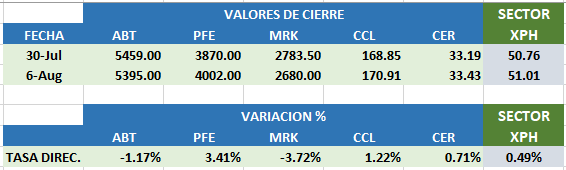 VALORES DE CIERRE SECTOR
FECHA ABT PFE MRK CCL CER XPH
30-Jul 5459.00 3870.00 2783.50 168.85 33.19 50.76
6-Aug 5395.00 4002.00 2680.00 170.91 33.43 51.01
VARIACION % SECTOR
ABT PFE MRK CCL CER XPH
TASA DIREC. -1.17% 3.41% -3.72% 1.22% 0.71% 0.49%